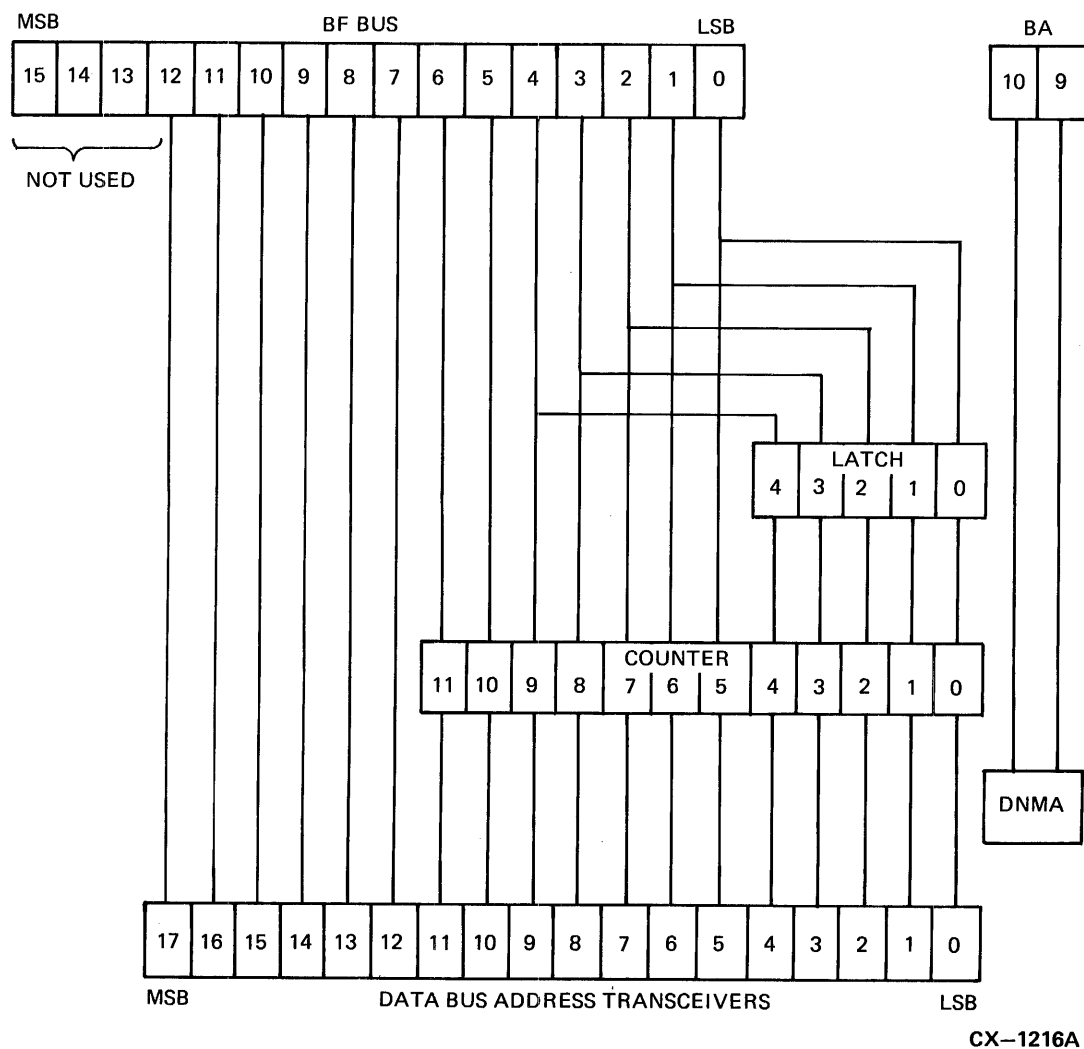 MSB BF BUS LSB BA
15 14 13 12 11 10 9 8 7 6 5 4 3 2 1 0 10 9
NOT USED
LATCH
4 3 2 1 0
COUNTER
11 10 9 8 7 6 5 4 3 2 1 0
DNMA
17 16 15 14 13 12 11 10 9 8 7 6 5 4 3 2 1 0
MSB DATA BUS ADDRESS TRANSCEIVERS LSB
CX–1216A